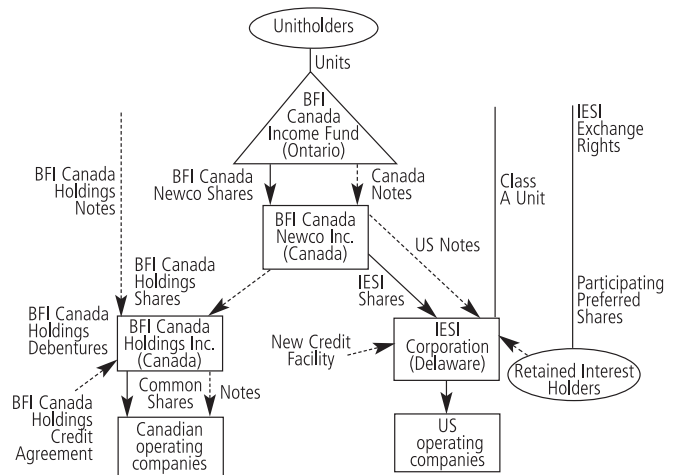 Unitholders
Units
BFI
Canada
Income Fund
(Ontario)
IESI
Exchange
Rights
BFI Canada
Holdings
Notes
BFI Canada
Newco Shares
Canada
Notes
Class
A Unit
BFI Canada
Newco Inc.
(Canada)
US Notes
BFI Canada
Holdings
Shares
IESI
Shares
Participating
Preferred
Shares
BFI Canada
Holdings
Debentures
BFI Canada
Holdings Inc.
(Canada)
New Credit
Facility
IESI
Corporation
(Delaware)
Retained Interest
Holders
BFI Canada
Holdings
Credit
Agreement
Common
Shares
Notes
Canadian
operating
companies
US
operating
companies